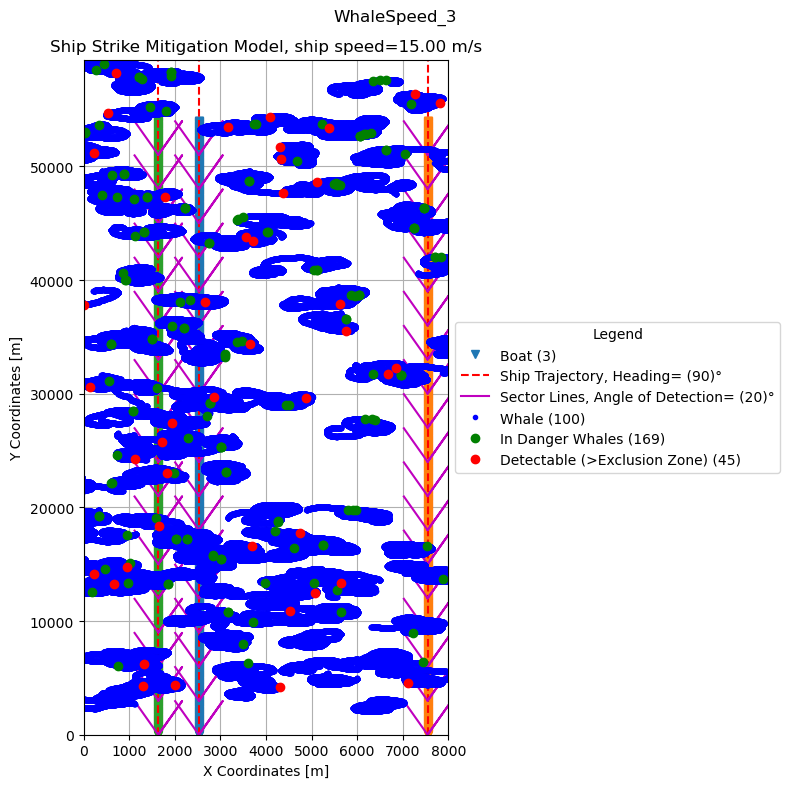 WhaleSpeed_3
Ship Strike Mitigation Model, ship speed=15.00 m/s
50000
40000
30000
20000
10000
0
Y Coordinates [m]
0 1000 2000 3000 4000 5000 6000 7000 8000
X Coordinates [m]
Legend
Boat (3)
Ship Trajectory, Heading= (90)°
Sector Lines, Angle of Detection= (20)°
Whale (100)
In Danger Whales (169)
Detectable (>Exclusion Zone) (45)